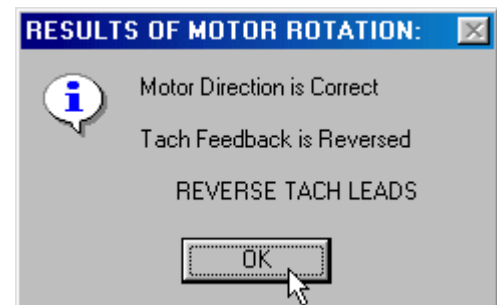 RESULTS OF MOTOR ROTATION:
Motor Direction is Correct
Tach Feedback is Reversed
REVERSE TACH LEADS
OK